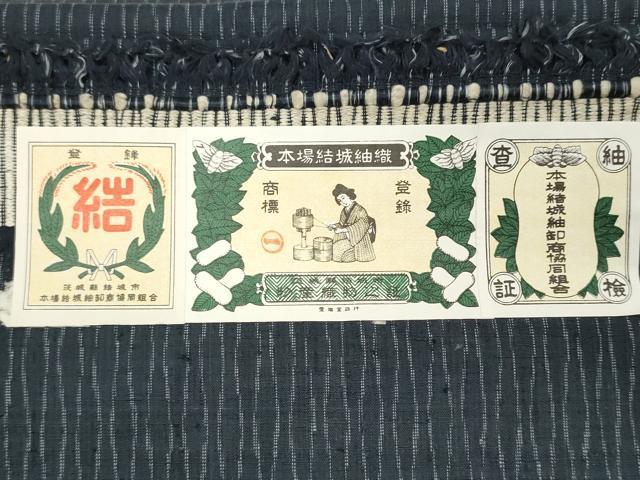 登録
結
茨城縣結城市
本場結城紬卸商協同組合
本場結城紬織
商標
登録
査
紬
証
検
本場結城紬卸商協同組合